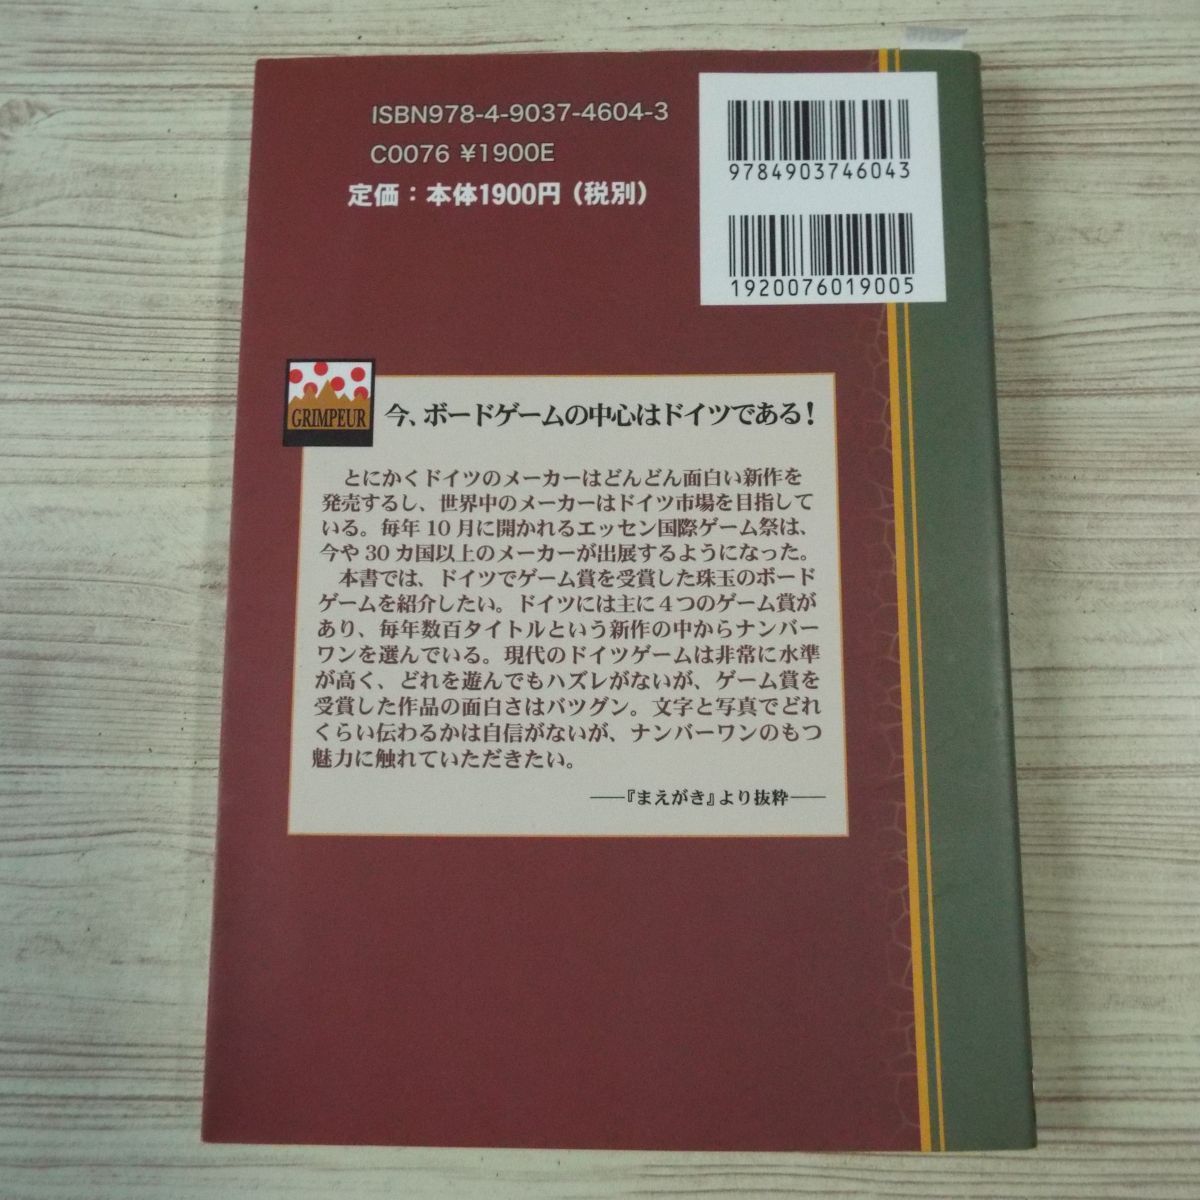 ISBN978-4-9037-4604-3
C0076 ¥1900E
定価：本体1900円（税別）
9784903746043
1920076019005
GRIMPEUR
今、ボードゲームの中心はドイツである！
とにかくドイツのメーカーはどんどん面白い新作を
発売するし、世界中のメーカーはドイツ市場を目指して
いる。毎年10月に開かれるエッセン国際ゲーム祭は、
今や30カ国以上のメーカーが出展するようになった。
本書では、ドイツでゲーム賞を受賞した珠玉のボード
ゲームを紹介したい。ドイツには主に４つのゲーム賞が
あり、毎年数百タイトルという新作の中からナンバー
ワンを選んでいる。現代のドイツゲームは非常に水準
が高く、どれを遊んでもハズレがないが、ゲーム賞を
受賞した作品の面白さはバツグン。文字と写真でどれ
くらい伝わるかは自信がないが、ナンバーワンのもつ
魅力に触れていただきたい。
――『まえがき』より抜粋――